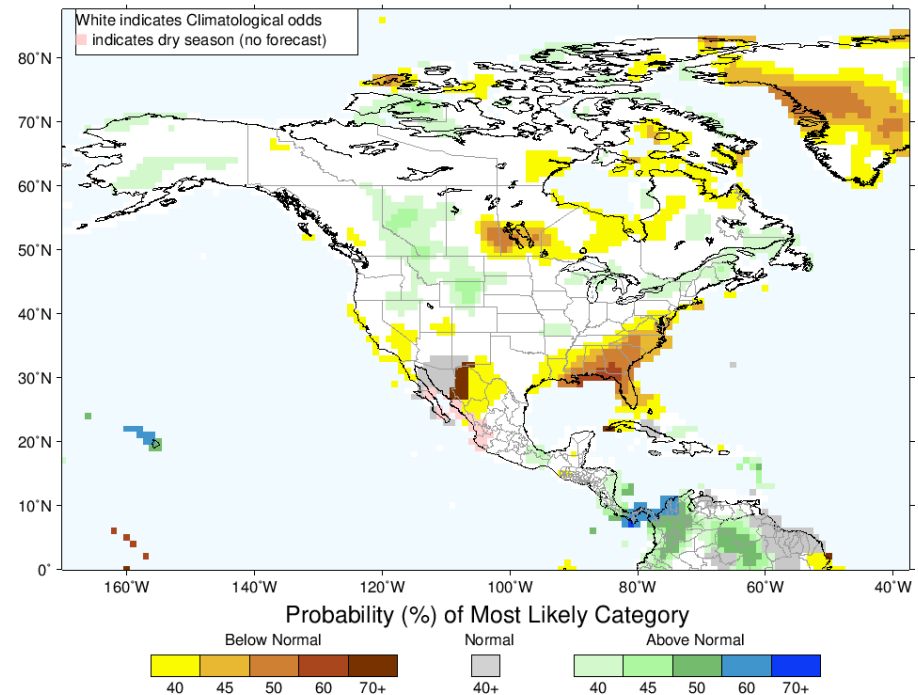 White indicates Climatological odds
indicates dry season (no forecast)
80°N
70°N
60°N
50°N
40°N
30°N
20°N
10°N
0°
160°W 140°W 120°W 100°W 80°W 60°W 40°W
Probability (%) of Most Likely Category
Below Normal Normal Above Normal
40 45 50 60 70+ 40+ 40 45 50 60 70+